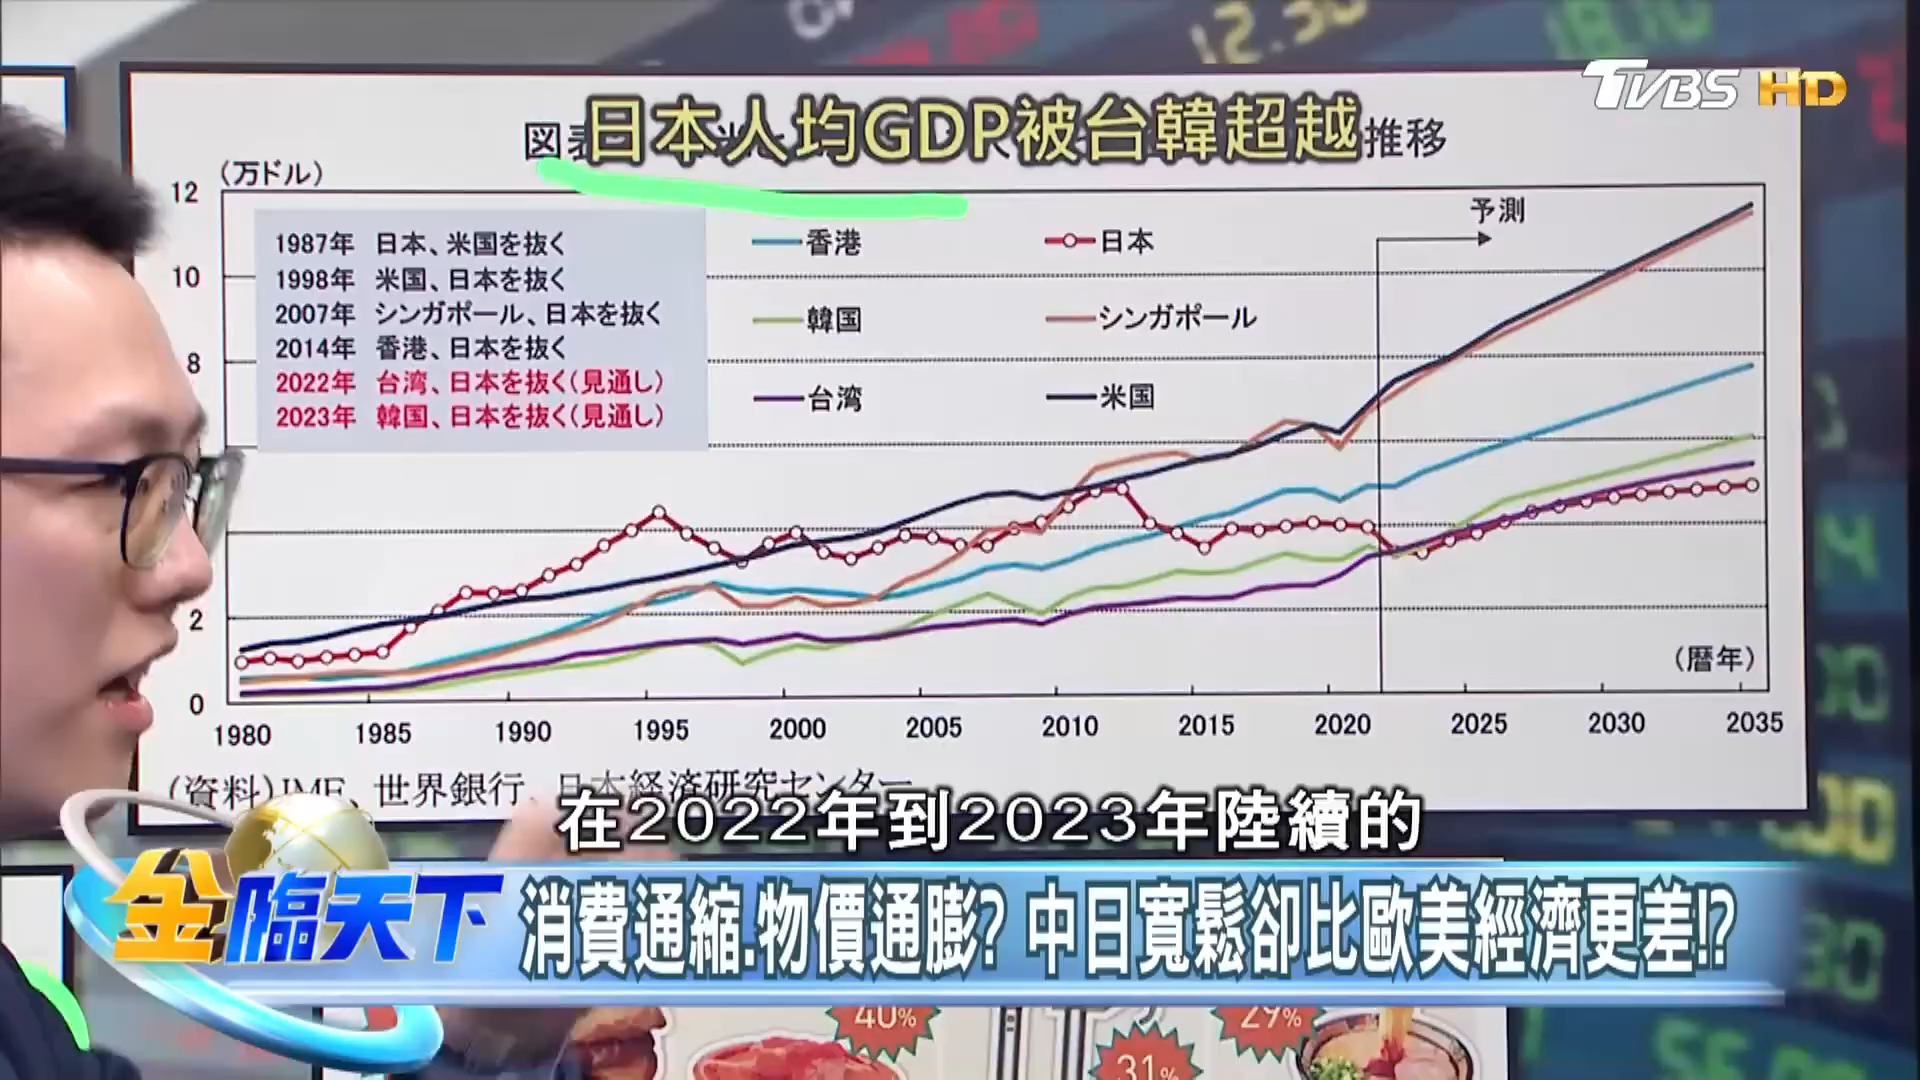 TVBS HD
日本人均GDP被台韓超越
図 推移
(万ドル)
12
10
8
2
0
1987年 日本、米国を抜く
1998年 米国、日本を抜く
2007年 シンガポール、日本を抜く
2014年 香港、日本を抜く
2022年 台湾、日本を抜く(見通し)
2023年 韓国、日本を抜く(見通し)
香港
日本
韓国
シンガポール
台湾
米国
予測
(暦年)
1980 1985 1990 1995 2000 2005 2010 2015 2020 2025 2030 2035
(資料)IMF、世界銀行、日本経済研究センター
在2022年到2023年陸續的
金臨天下
消費通縮.物價通膨? 中日寬鬆卻比歐美經濟更差!?
40%
31%
29%